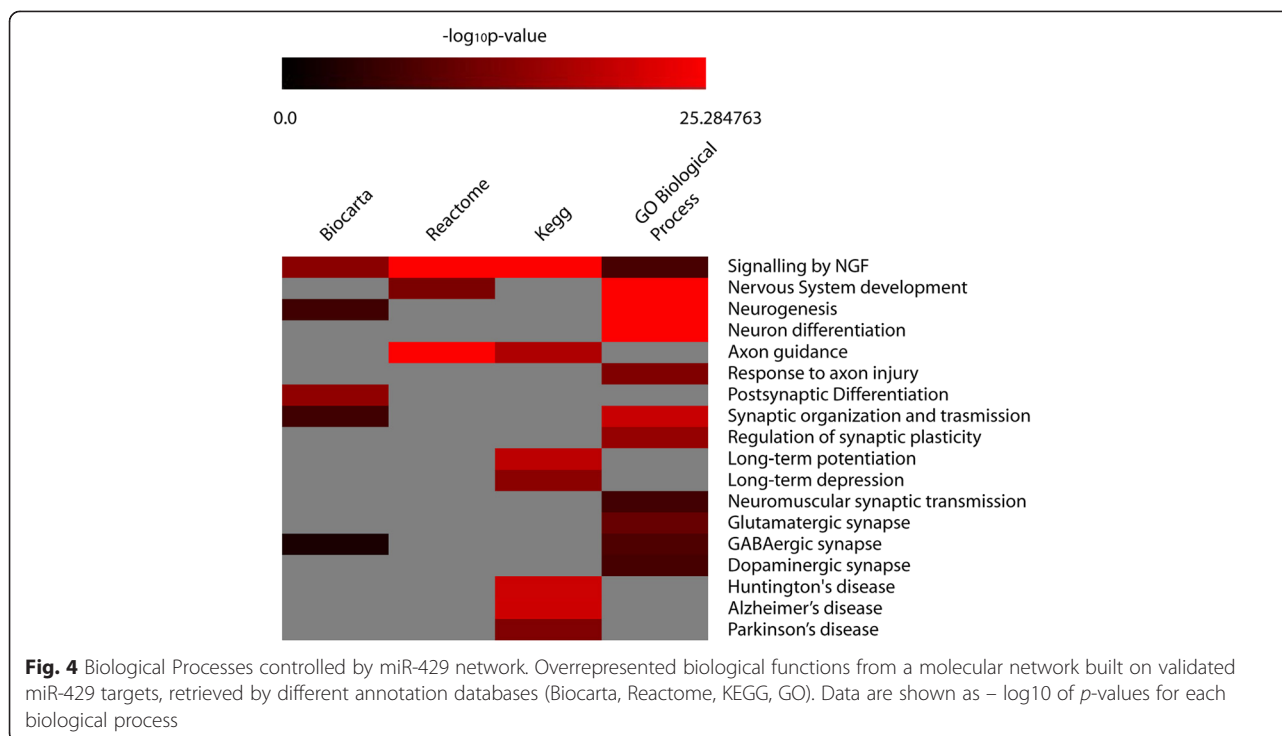 -log10p-value
0.0
25.284763
Biocarta
Reactome
Kegg
GO Biological
Process
Signalling by NGF
Nervous System development
Neurogenesis
Neuron differentiation
Axon guidance
Response to axon injury
Postsynaptic Differentiation
Synaptic organization and trasmission
Regulation of synaptic plasticity
Long-term potentiation
Long-term depression
Neuromuscular synaptic transmission
Glutamatergic synapse
GABAergic synapse
Dopaminergic synapse
Huntington's disease
Alzheimer’s disease
Parkinson’s disease
Fig. 4 Biological Processes controlled by miR-429 network. Overrepresented biological functions from a molecular network built on validated
miR-429 targets, retrieved by different annotation databases (Biocarta, Reactome, KEGG, GO). Data are shown as – log10 of p-values for each
biological process